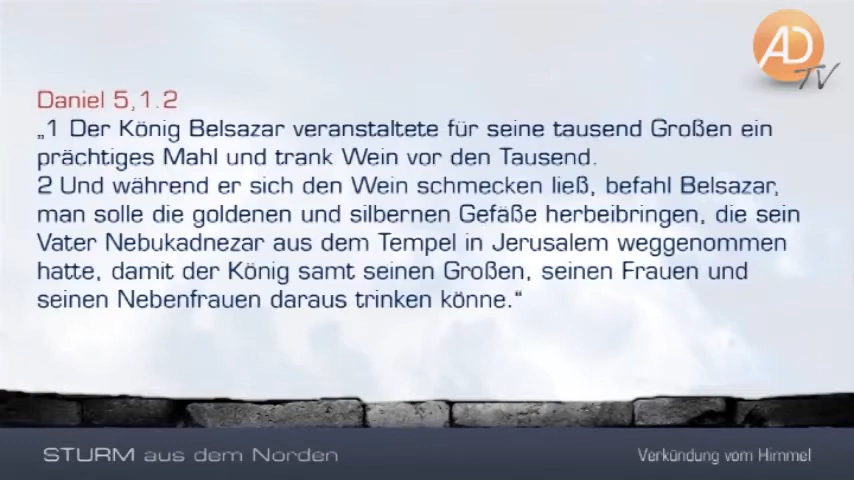 AD
TV
Daniel 5,1.2
„1 Der König Belsazar veranstaltete für seine tausend Großen ein
prächtiges Mahl und trank Wein vor den Tausend.
2 Und während er sich den Wein schmecken ließ, befahl Belsazar,
man solle die goldenen und silbernen Gefäße herbeibringen, die sein
Vater Nebukadnezar aus dem Tempel in Jerusalem weggenommen
hatte, damit der König samt seinen Großen, seinen Frauen und
seinen Nebenfrauen daraus trinken könne.“
STURM aus dem Norden
Verkündung vom Himmel